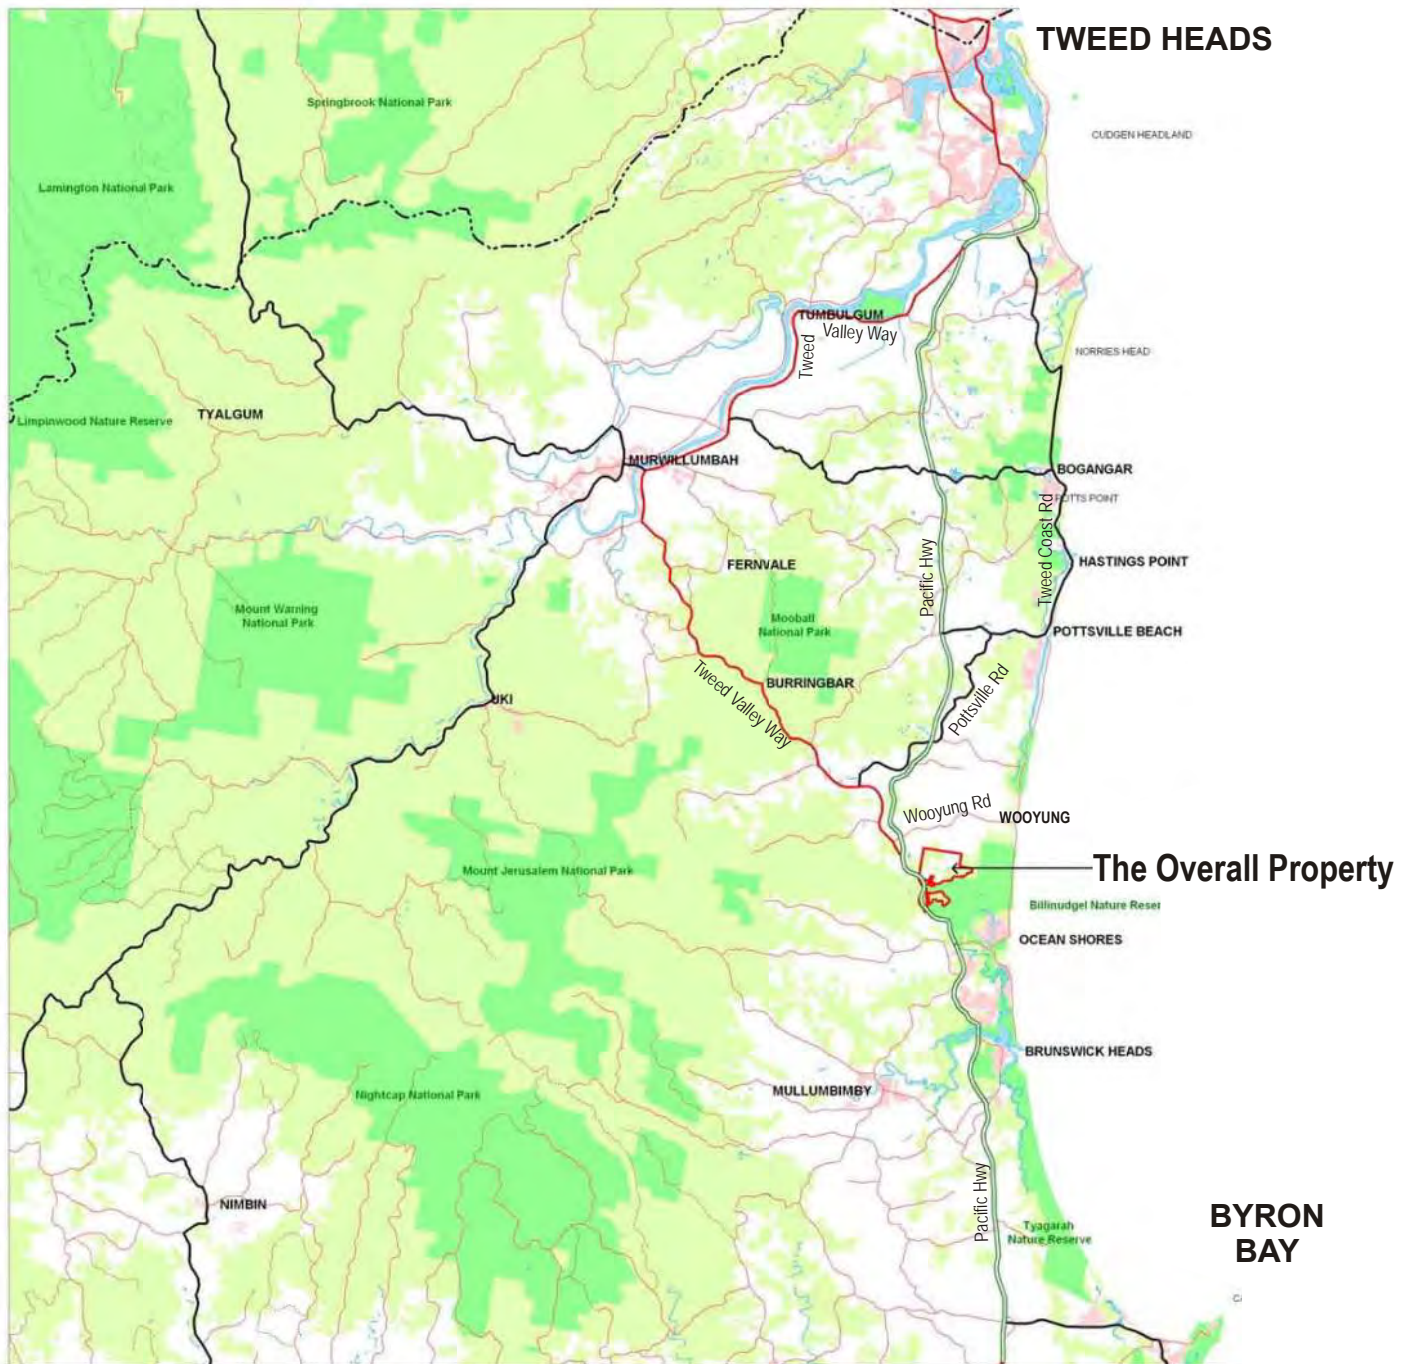 TWEED HEADS
Springbrook National Park
CUDGEN HEADLAND
Lamington National Park
TUMBULGUM
Valley Way
Tweed
NORRIES HEAD
TYALGUM
Limpinwood Nature Reserve
MURWILLUMBAH
BOGANGAR
POTTS POINT
Tweed Coast Rd
Pacific Hwy
HASTINGS POINT
FERNVALE
Mount Warning
National Park
Mooball
National Park
POTTSVILLE BEACH
BURRINGBAR
Tweed Valley Way
Pottsville Rd
UKI
Wooyung Rd
WOOYUNG
The Overall Property
Mount Jerusalem National Park
Billinudgel Nature Reser
OCEAN SHORES
BRUNSWICK HEADS
MULLUMBIMBY
Nightcap National Park
Pacific Hwy
NIMBIN
BYRON
BAY
Tyagarah
Nature Reserve